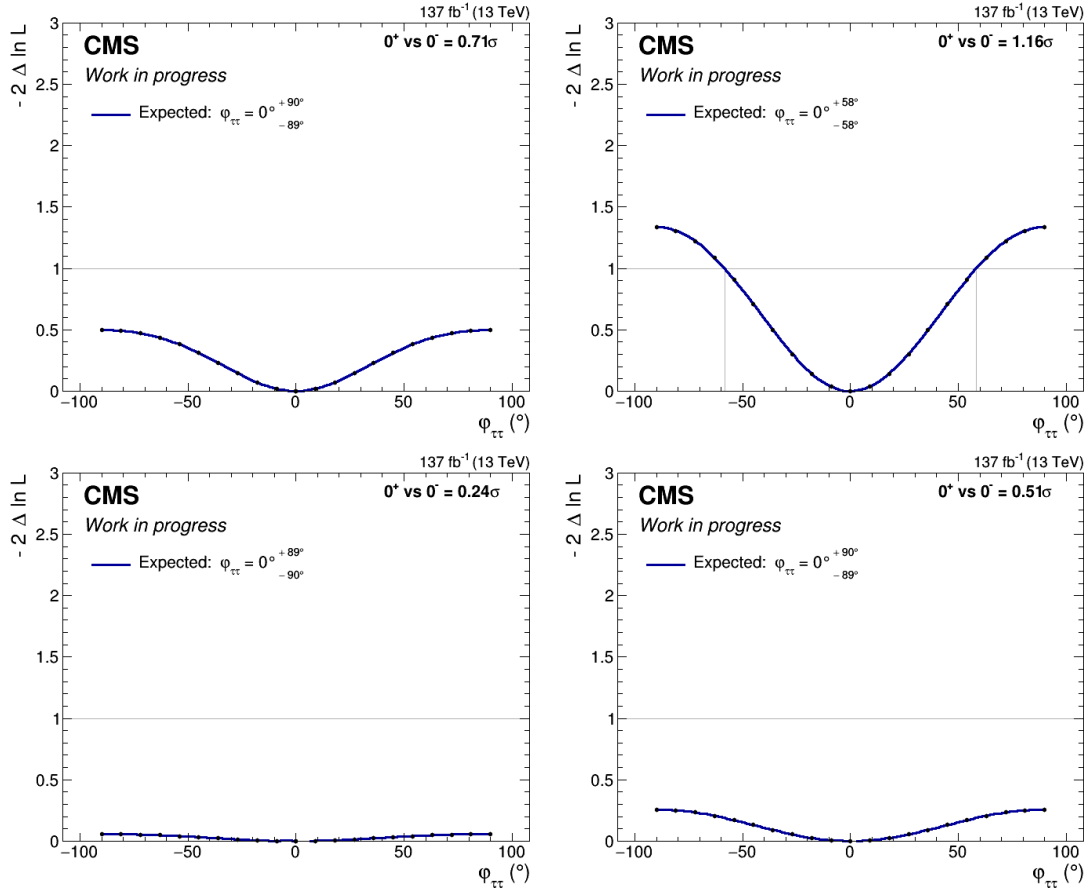 137 fb⁻¹ (13 TeV)
- 2 Δ ln L
3
2.5
2
1.5
1
0.5
0
CMS
0⁺ vs 0⁻ = 0.71σ
Work in progress
Expected: φ_ττ = 0° +90° −89°
−100 −50 0 50 100
φ_ττ (°)
137 fb⁻¹ (13 TeV)
- 2 Δ ln L
3
2.5
2
1.5
1
0.5
0
CMS
0⁺ vs 0⁻ = 1.16σ
Work in progress
Expected: φ_ττ = 0° +58° −58°
−100 −50 0 50 100
φ_ττ (°)
137 fb⁻¹ (13 TeV)
- 2 Δ ln L
3
2.5
2
1.5
1
0.5
0
CMS
0⁺ vs 0⁻ = 0.24σ
Work in progress
Expected: φ_ττ = 0° +89° −90°
−100 −50 0 50 100
φ_ττ (°)
137 fb⁻¹ (13 TeV)
- 2 Δ ln L
3
2.5
2
1.5
1
0.5
0
CMS
0⁺ vs 0⁻ = 0.51σ
Work in progress
Expected: φ_ττ = 0° +90° −89°
−100 −50 0 50 100
φ_ττ (°)